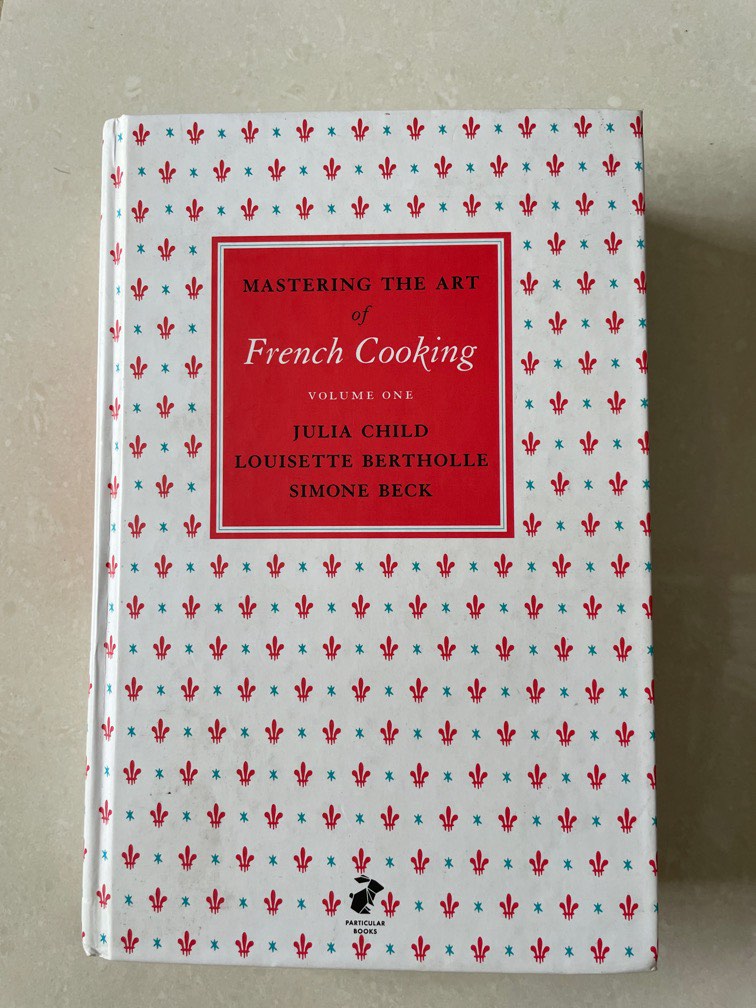 MASTERING THE ART
of
French Cooking
VOLUME ONE
JULIA CHILD
LOUISETTE BERTHOLLE
SIMONE BECK
PARTICULAR
BOOKS